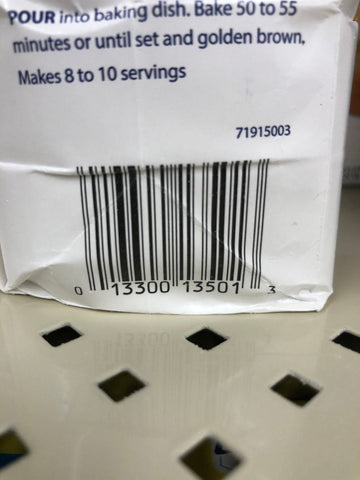 POUR into baking dish. Bake 50 to 55
minutes or until set and golden brown.
Makes 8 to 10 servings
71915003
0 13300 13501 3